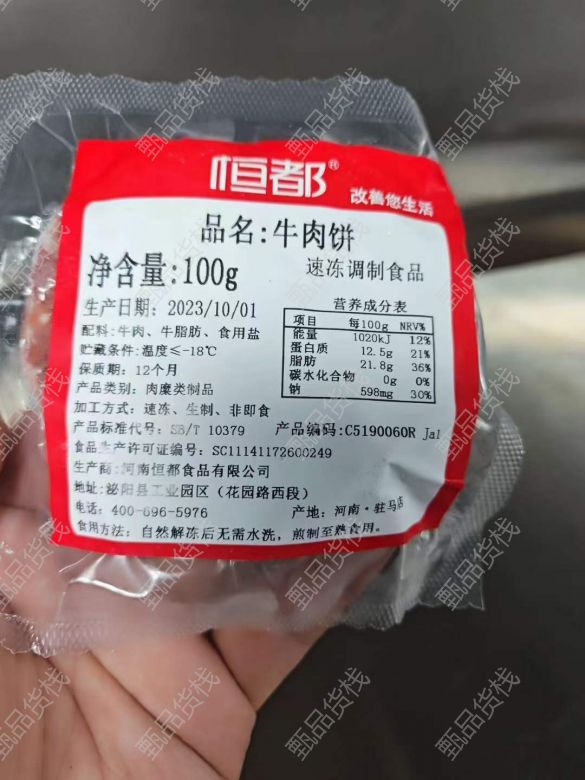 恒都®
改善您生活
品名:牛肉饼
净含量:100g
速冻调制食品
生产日期: 2023/10/01
配料:牛肉、牛脂肪、食用盐
贮藏条件:温度≤-18℃
保质期: 12个月
产品类别: 肉糜类制品
加工方式: 速冻、生制、非即食
营养成分表
项目 每100g NRV%
能量 1020kJ 12%
蛋白质 12.5g 21%
脂肪 21.8g 36%
碳水化合物 0g 0%
钠 598mg 30%
产品标准代号: SB/T 10379 产品编码:C5190060R Jal
食品生产许可证编号: SC11141172600249
生产商:河南恒都食品有限公司
地址:泌阳县工业园区（花园路西段）
电话: 400-696-5976 产地: 河南·驻马店
食用方法: 自然解冻后无需水洗，煎制至熟食用。
甄品货栈